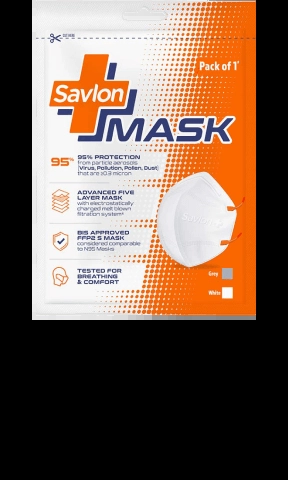 Pack of 1*
Savlon
MASK
95%
95% PROTECTION
from particle aerosols
(Virus, Pollution, Pollen, Dust)
that are ≥0.3 micron
ADVANCED FIVE
LAYER MASK
with electrostatically
charged melt blown
filtration system
BIS APPROVED
FFP2 S MASK
considered comparable
to N95 Masks
TESTED FOR
BREATHING
& COMFORT
Grey
White